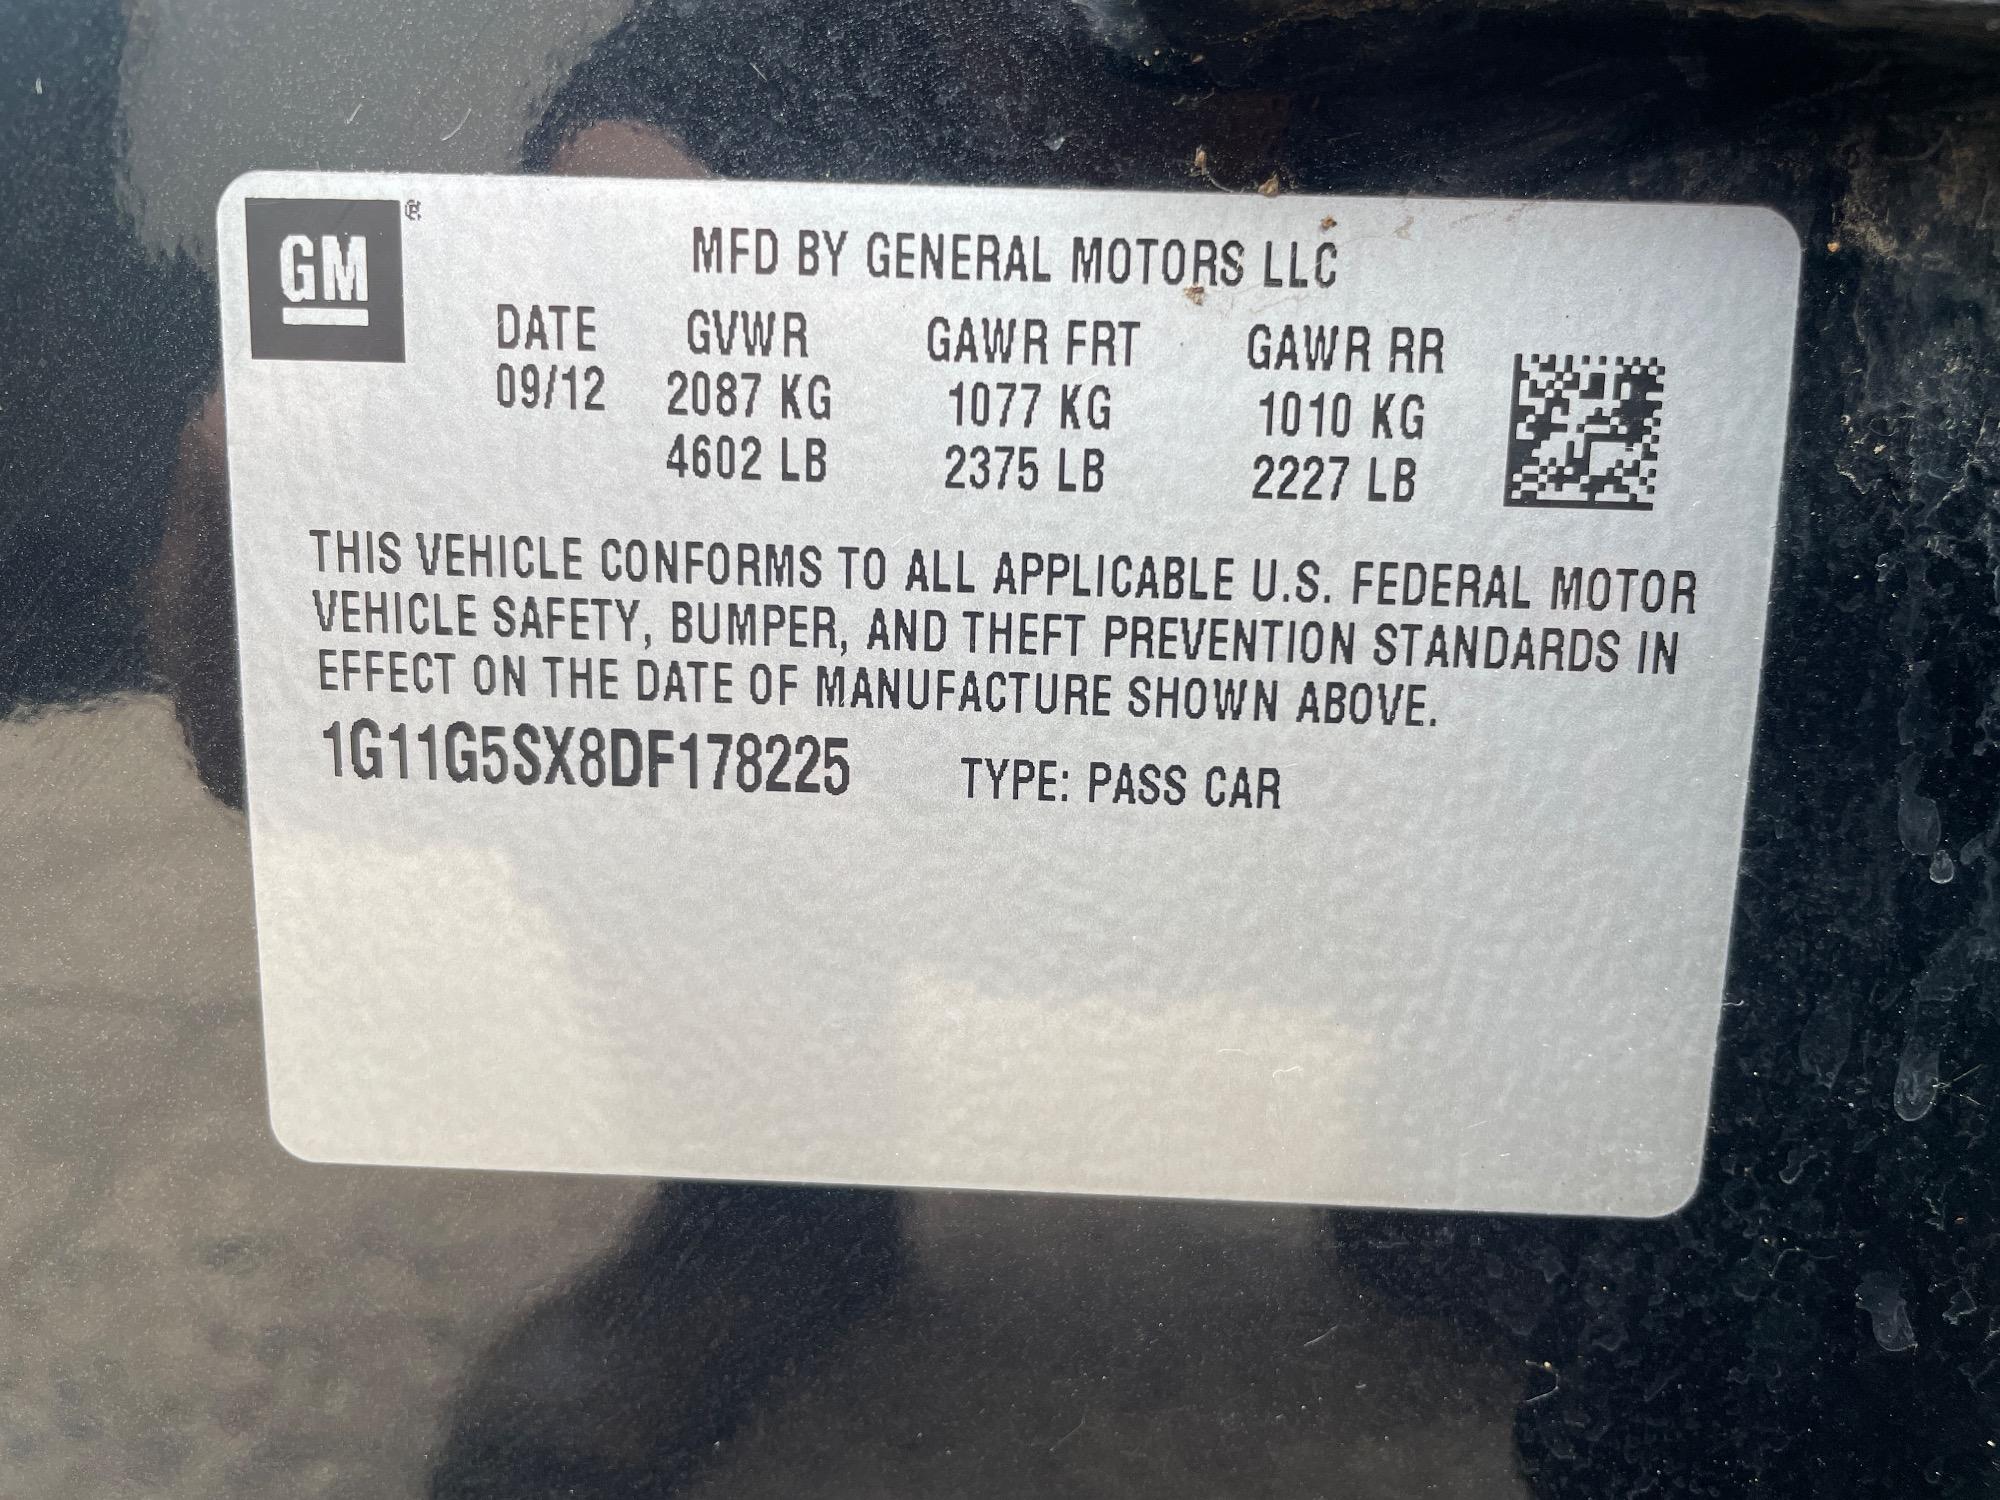 GM®
MFD BY GENERAL MOTORS LLC
DATE GVWR GAWR FRT GAWR RR
09/12 2087 KG 1077 KG 1010 KG
4602 LB 2375 LB 2227 LB
THIS VEHICLE CONFORMS TO ALL APPLICABLE U.S. FEDERAL MOTOR
VEHICLE SAFETY, BUMPER, AND THEFT PREVENTION STANDARDS IN
EFFECT ON THE DATE OF MANUFACTURE SHOWN ABOVE.
1G11G5SX8DF178225 TYPE: PASS CAR